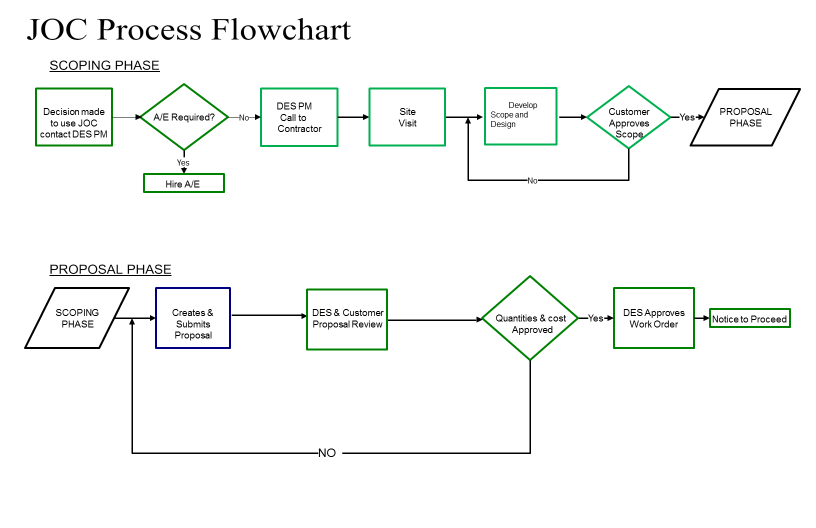 JOC Process Flowchart
SCOPING PHASE
Decision made
to use JOC
contact DES PM
A/E Required?
No
Yes
Hire A/E
DES PM
Call to
Contractor
Site
Visit
Develop
Scope and
Design
Customer
Approves
Scope
Yes
No
PROPOSAL
PHASE
PROPOSAL PHASE
SCOPING
PHASE
Creates &
Submits
Proposal
DES & Customer
Proposal Review
Quantities & cost
Approved
Yes
NO
DES Approves
Work Order
Notice to Proceed